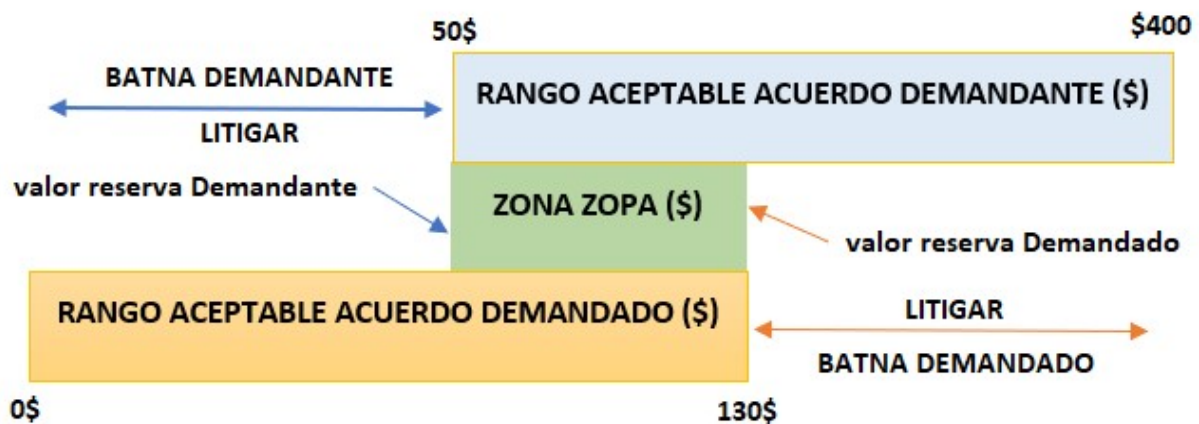 50$
$400
BATNA DEMANDANTE
RANGO ACEPTABLE ACUERDO DEMANDANTE ($)
LITIGAR
valor reserva Demandante
ZONA ZOPA ($)
valor reserva Demandado
RANGO ACEPTABLE ACUERDO DEMANDADO ($)
LITIGAR
BATNA DEMANDADO
0$
130$